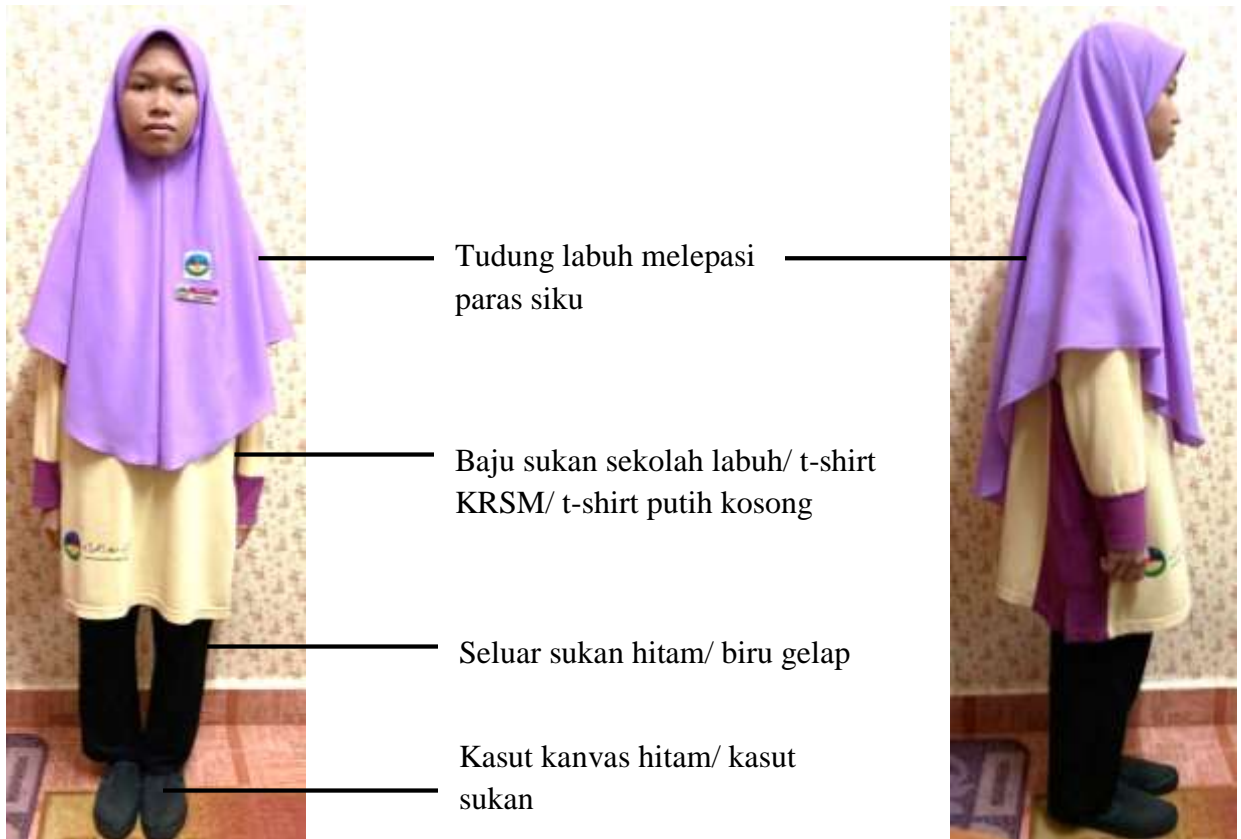 Tudung labuh melepasi
paras siku
Baju sukan sekolah labuh/ t-shirt
KRSM/ t-shirt putih kosong
Seluar sukan hitam/ biru gelap
Kasut kanvas hitam/ kasut
sukan